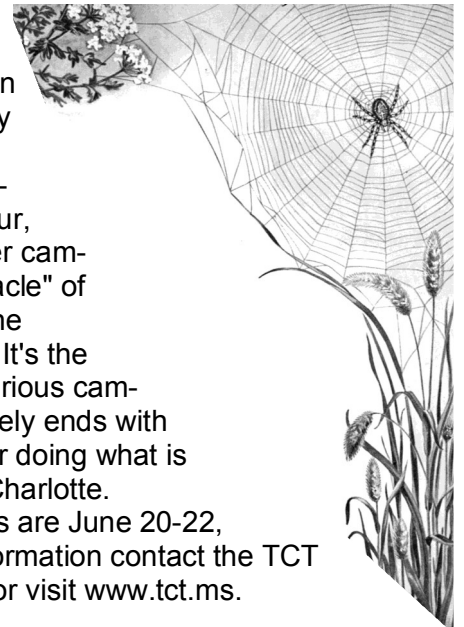 n
y
-
ur,
er cam-
acle" of
ne
It's the
rious cam-
ely ends with
r doing what is
Charlotte.
s are June 20-22,
ormation contact the TCT
or visit www.tct.ms.